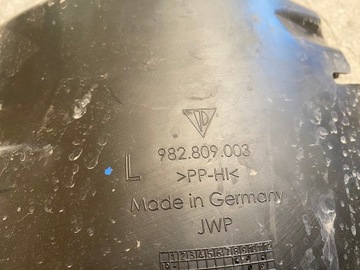 L 982.809.003
>PP-HI<
Made in Germany
JWP